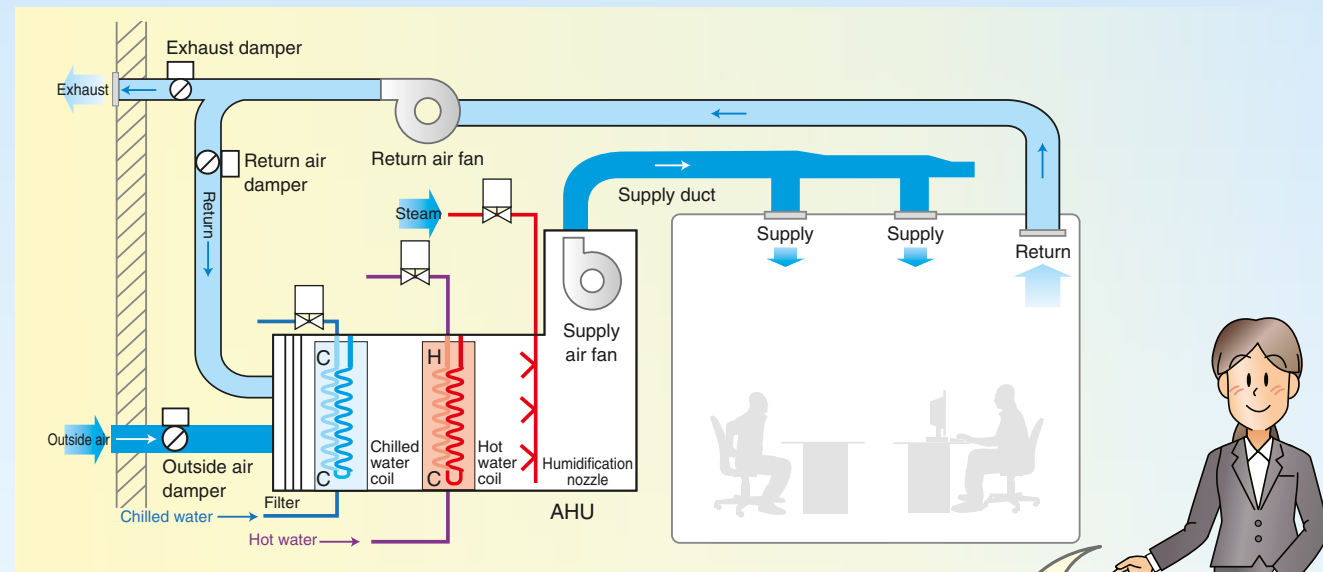 Exhaust damper
Exhaust
Return air
damper
Return air fan
Return
Steam
Supply duct
Supply
Supply
Return
Supply
air fan
C
C
H
C
Chilled
water
coil
Hot
water
coil
Humidification
nozzle
Outside air
Outside air
damper
Filter
AHU
Chilled water
Hot water